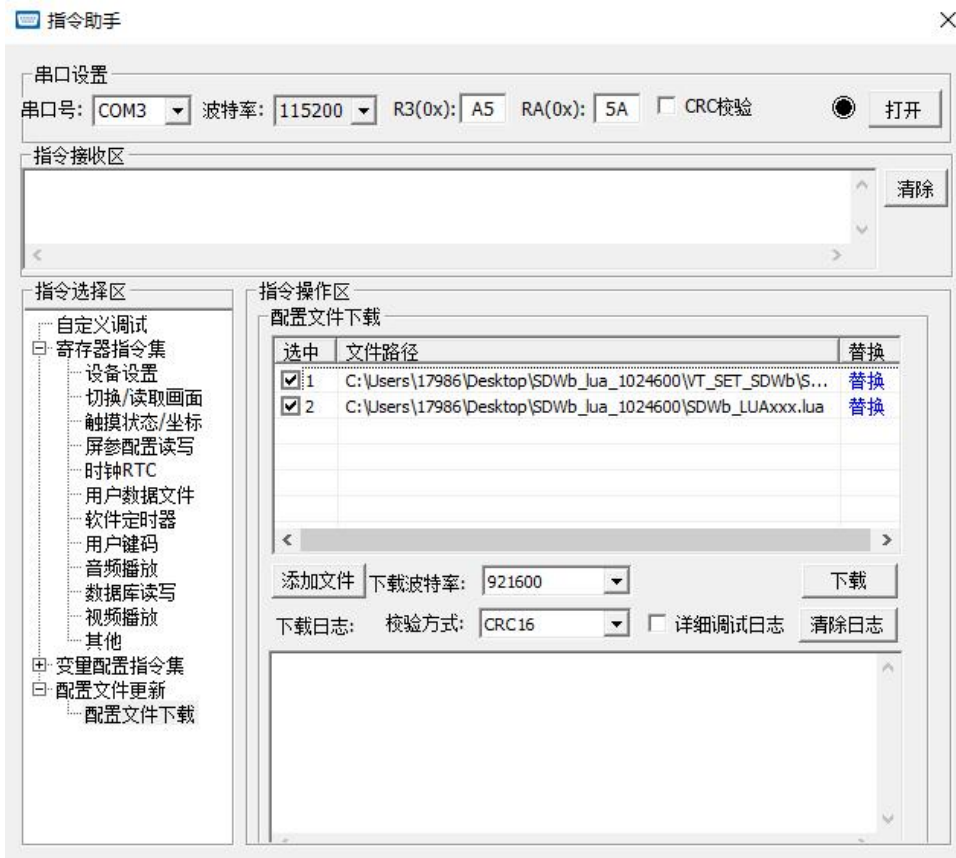 指令助手
串口设置
串口号: COM3 波特率: 115200 R3(0x): A5 RA(0x): 5A CRC校验 打开
指令接收区
清除
指令选择区
自定义调试
寄存器指令集
设备设置
切换/读取画面
触摸状态/坐标
屏参配置读写
时钟RTC
用户数据文件
软件定时器
用户键码
音频播放
数据库读写
视频播放
其他
变量配置指令集
配置文件更新
配置文件下载
指令操作区
配置文件下载
选中 文件路径 替换
1 C:\Users\17986\Desktop\SDWb_lua_1024600\VT_SET_SDWb\S... 替换
2 C:\Users\17986\Desktop\SDWb_lua_1024600\SDWb_LUAxxx.lua 替换
添加文件 下载波特率: 921600 下载
下载日志: 校验方式: CRC16 详细调试日志 清除日志